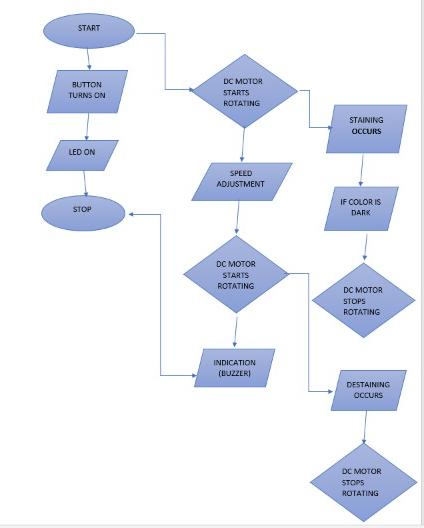 START
BUTTON
TURNS ON
LED ON
STOP
DC MOTOR
STARTS
ROTATING
SPEED
ADJUSTMENT
DC MOTOR
STARTS
ROTATING
INDICATION
(BUZZER)
STAINING
OCCURS
IF COLOR IS
DARK
DC MOTOR
STOPS
ROTATING
DESTAINING
OCCURS
DC MOTOR
STOPS
ROTATING